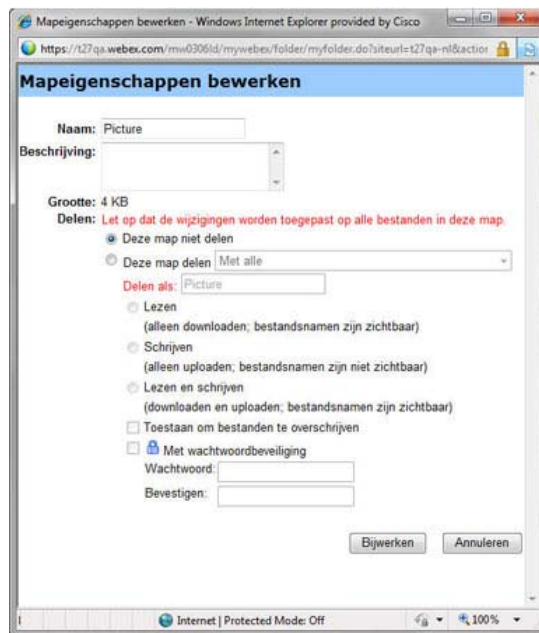 Mapeigenschappen bewerken - Windows Internet Explorer provided by Cisco
https://t27qa.webex.com/mw0306ld/mywebex/folder/myfolder.do?siteurl=t27qa-nl&action
Mapeigenschappen bewerken
Naam: Picture
Beschrijving:
Grootte: 4 KB
Delen: Let op dat de wijzigingen worden toegepast op alle bestanden in deze map.
Deze map niet delen
Deze map delen Met alle
Delen als: Picture
Lezen
(alleen downloaden; bestandsnamen zijn zichtbaar)
Schrijven
(alleen uploaden; bestandsnamen zijn niet zichtbaar)
Lezen en schrijven
(downloaden en uploaden; bestandsnamen zijn zichtbaar)
Toestaan om bestanden te overschrijven
Met wachtwoordbeveiliging
Wachtwoord:
Bevestigen:
Bijwerken Annuleren
Internet | Protected Mode: Off 100%